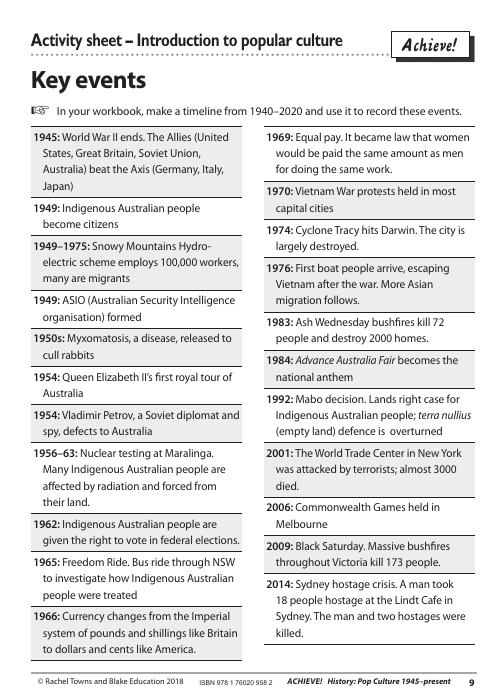 Activity sheet – Introduction to popular culture
Achieve!
Key events
☞ In your workbook, make a timeline from 1940–2020 and use it to record these events.
1945: World War II ends. The Allies (United
States, Great Britain, Soviet Union,
Australia) beat the Axis (Germany, Italy,
Japan)
1949: Indigenous Australian people
become citizens
1949–1975: Snowy Mountains Hydro-
electric scheme employs 100,000 workers,
many are migrants
1949: ASIO (Australian Security Intelligence
organisation) formed
1950s: Myxomatosis, a disease, released to
cull rabbits
1954: Queen Elizabeth II's first royal tour of
Australia
1954: Vladimir Petrov, a Soviet diplomat and
spy, defects to Australia
1956–63: Nuclear testing at Maralinga.
Many Indigenous Australian people are
affected by radiation and forced from
their land.
1962: Indigenous Australian people are
given the right to vote in federal elections.
1965: Freedom Ride. Bus ride through NSW
to investigate how Indigenous Australian
people were treated
1966: Currency changes from the Imperial
system of pounds and shillings like Britain
to dollars and cents like America.
1969: Equal pay. It became law that women
would be paid the same amount as men
for doing the same work.
1970: Vietnam War protests held in most
capital cities
1974: Cyclone Tracy hits Darwin. The city is
largely destroyed.
1976: First boat people arrive, escaping
Vietnam after the war. More Asian
migration follows.
1983: Ash Wednesday bushfires kill 72
people and destroy 2000 homes.
1984: Advance Australia Fair becomes the
national anthem
1992: Mabo decision. Lands right case for
Indigenous Australian people; terra nullius
(empty land) defence is overturned
2001: The World Trade Center in New York
was attacked by terrorists; almost 3000
died.
2006: Commonwealth Games held in
Melbourne
2009: Black Saturday. Massive bushfires
throughout Victoria kill 173 people.
2014: Sydney hostage crisis. A man took
18 people hostage at the Lindt Cafe in
Sydney. The man and two hostages were
killed.
© Rachel Towns and Blake Education 2018 ISBN 978 1 76020 958 2 ACHIEVE! History: Pop Culture 1945–present 9